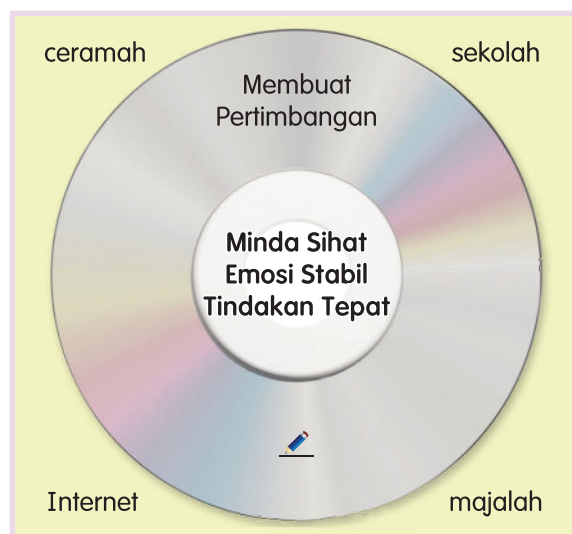 ceramah
sekolah
Membuat
Pertimbangan
Minda Sihat
Emosi Stabil
Tindakan Tepat
Internet
majalah